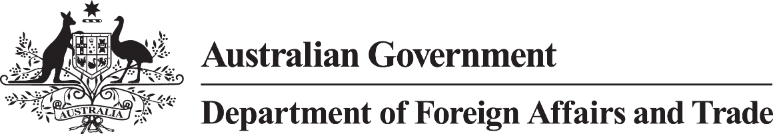 Australian Government
Department of Foreign Affairs and Trade
AUSTRALIA